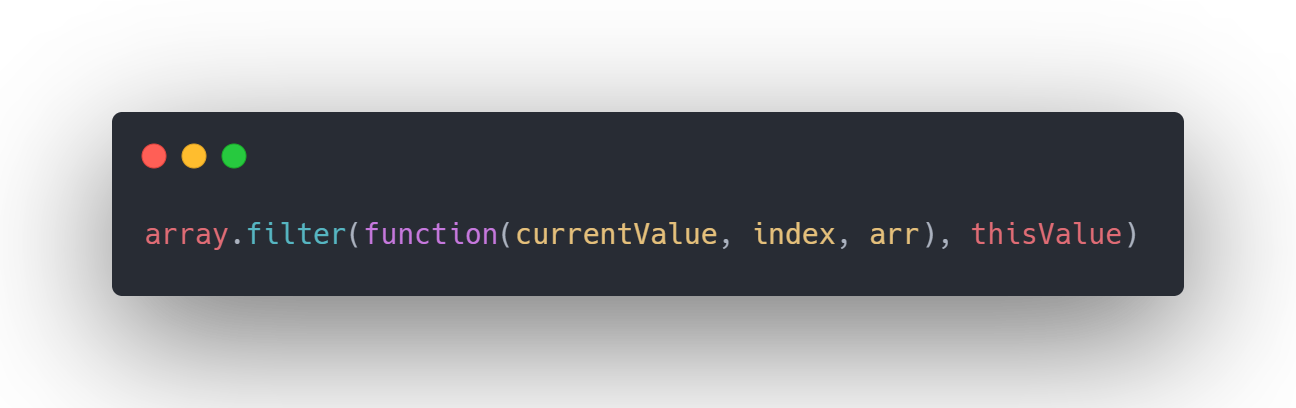 array.filter(function(currentValue, index, arr), thisValue)